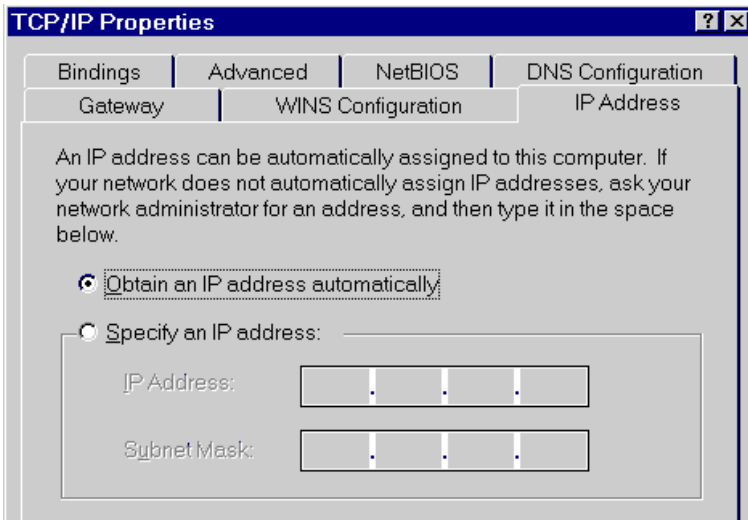 TCP/IP Properties
? ×
Bindings Advanced NetBIOS DNS Configuration
Gateway WINS Configuration IP Address
An IP address can be automatically assigned to this computer. If
your network does not automatically assign IP addresses, ask your
network administrator for an address, and then type it in the space
below.
Obtain an IP address automatically
Specify an IP address:
IP Address: . . .
Subnet Mask: . . .